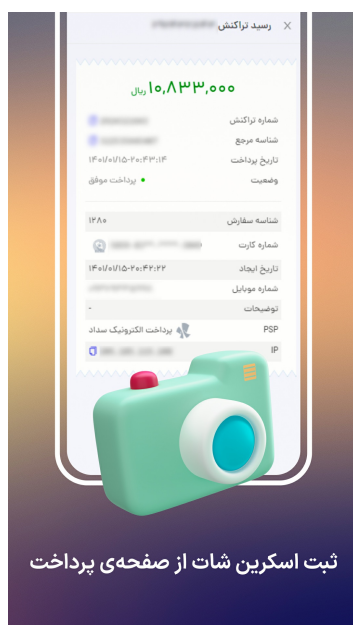 رسید تراکنش
۱۰,۸۳۳,۰۰۰ ریال
شماره تراکنش
شناسه مرجع
تاریخ پرداخت ۱۴۰۱/۰۱/۱۵-۲۰:۴۳:۱۴
وضعیت پرداخت موفق
شناسه سفارش ۱۲۸۰
شماره کارت
تاریخ ایجاد ۱۴۰۱/۰۱/۱۵-۲۰:۴۲:۲۲
شماره موبایل
توضیحات -
PSP پرداخت الکترونیک سداد
IP
ثبت اسکرین شات از صفحه‌ی پرداخت